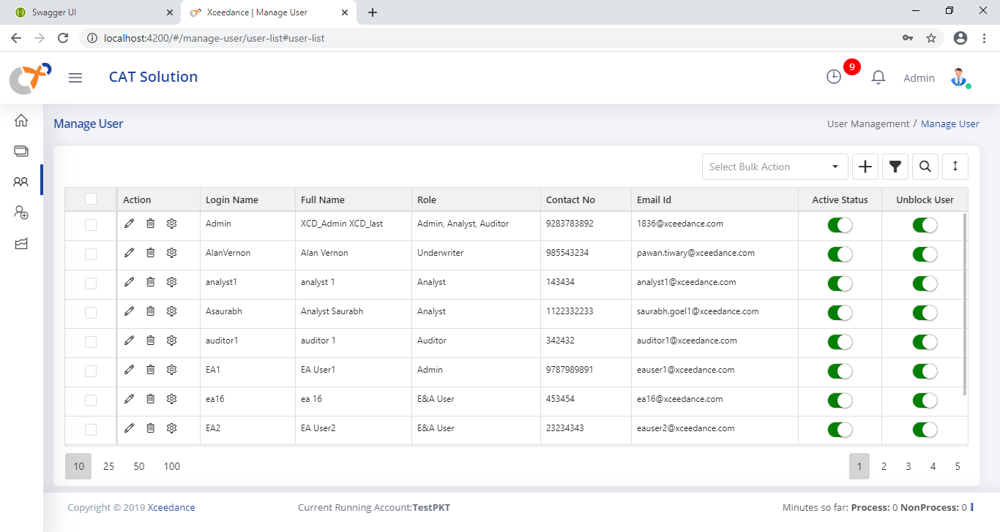 Swagger UI
Xceedance | Manage User
localhost:4200/#/manage-user/user-list#user-list
CAT Solution
9
Admin
Manage User
User Management / Manage User
Select Bulk Action
Action Login Name Full Name Role Contact No Email Id Active Status Unblock User
Admin XCD_Admin XCD_last Admin, Analyst, Auditor 9283783892 1836@xceedance.com
AlanVernon Alan Vernon Underwriter 985543234 pawan.tiwary@xceedance.com
analyst1 analyst 1 Analyst 143434 analyst1@xceedance.com
Asaurabh Analyst Saurabh Analyst 1122332233 saurabh.goel1@xceedance.com
auditor1 auditor 1 Auditor 342432 auditor1@xceedance.com
EA1 EA User1 Admin 9787989891 eauser1@xceedance.com
ea16 ea 16 E&A User 453454 ea16@xceedance.com
EA2 EA User2 E&A User 23234343 eauser2@xceedance.com
10 25 50 100 1 2 3 4 5
Copyright © 2019 Xceedance Current Running Account:TestPKT Minutes so far: Process: 0 NonProcess: 0